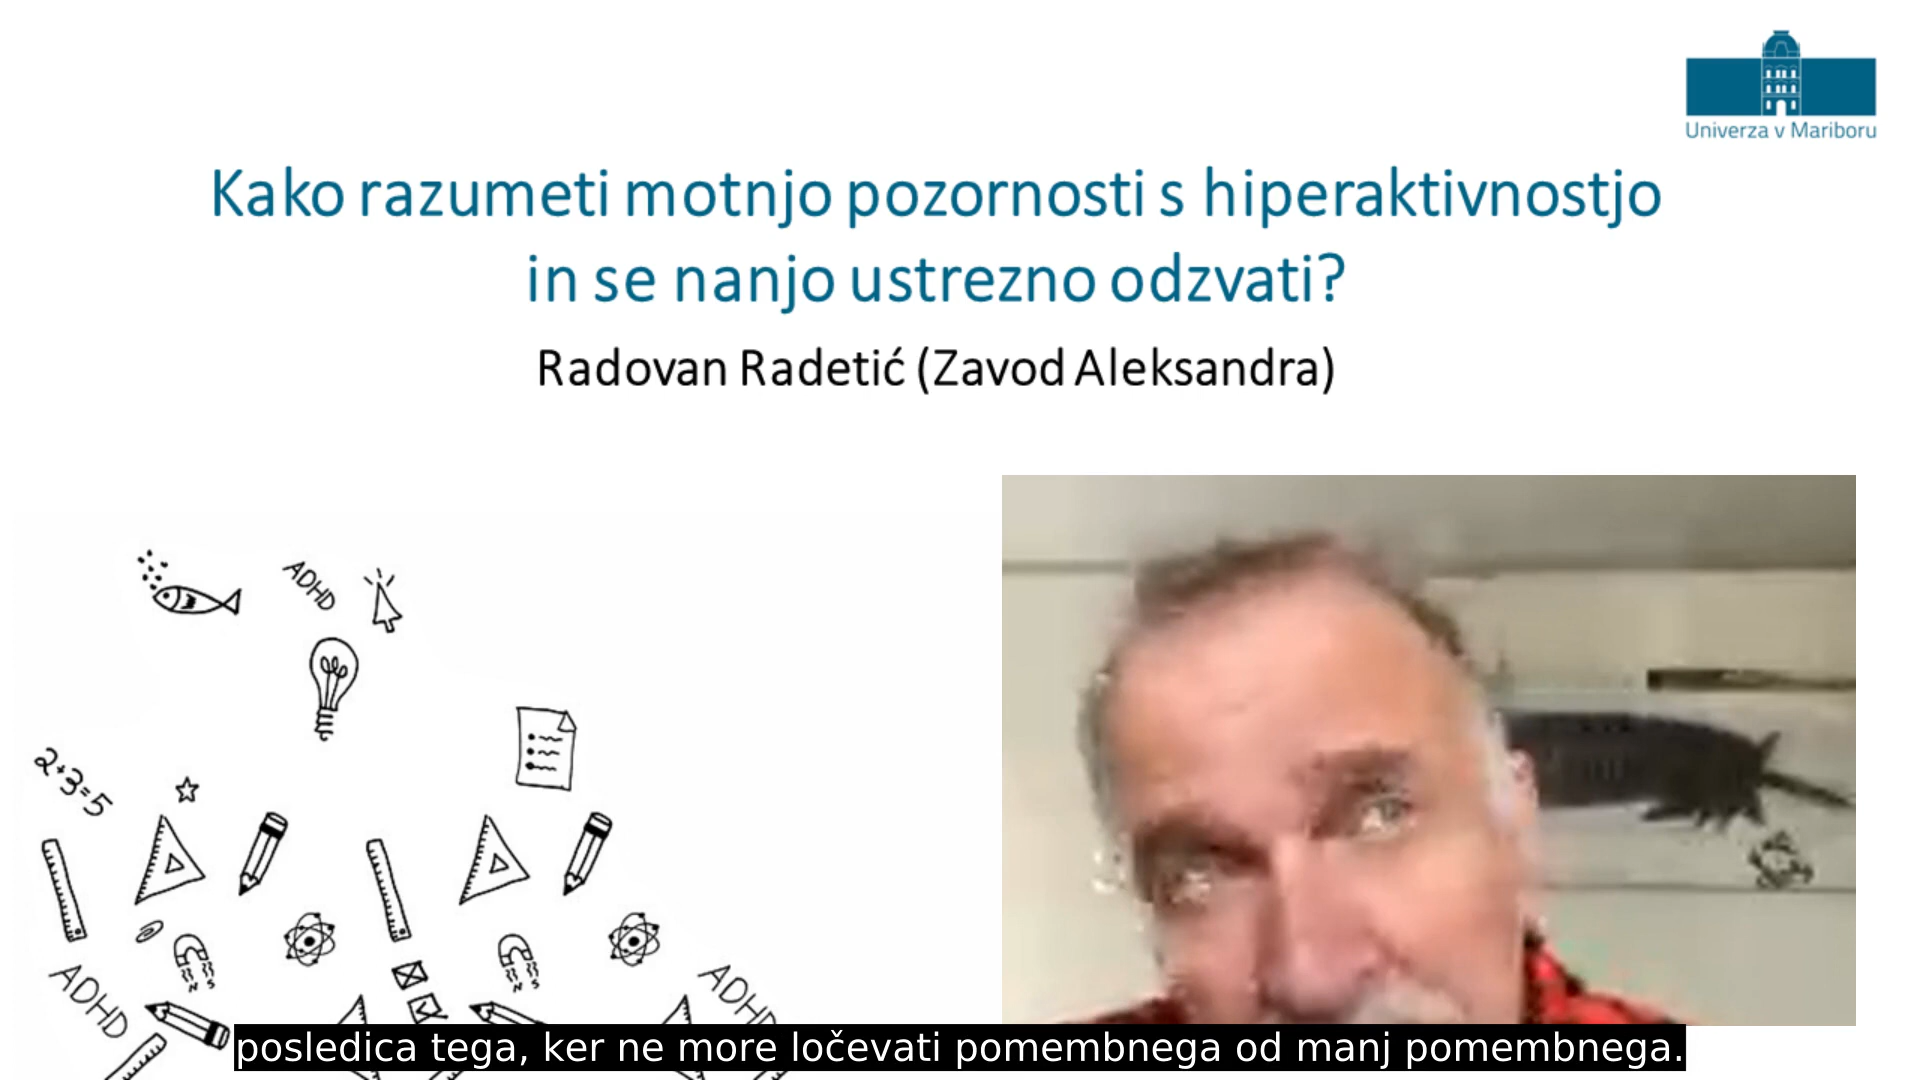 Univerza v Mariboru
Kako razumeti motnjo pozornosti s hiperaktivnostjo
in se nanjo ustrezno odzvati?
Radovan Radetić (Zavod Aleksandra)
ADHD
2+3=5
N S
N S
ADHD
ADHD
posledica tega, ker ne more ločevati pomembnega od manj pomembnega.